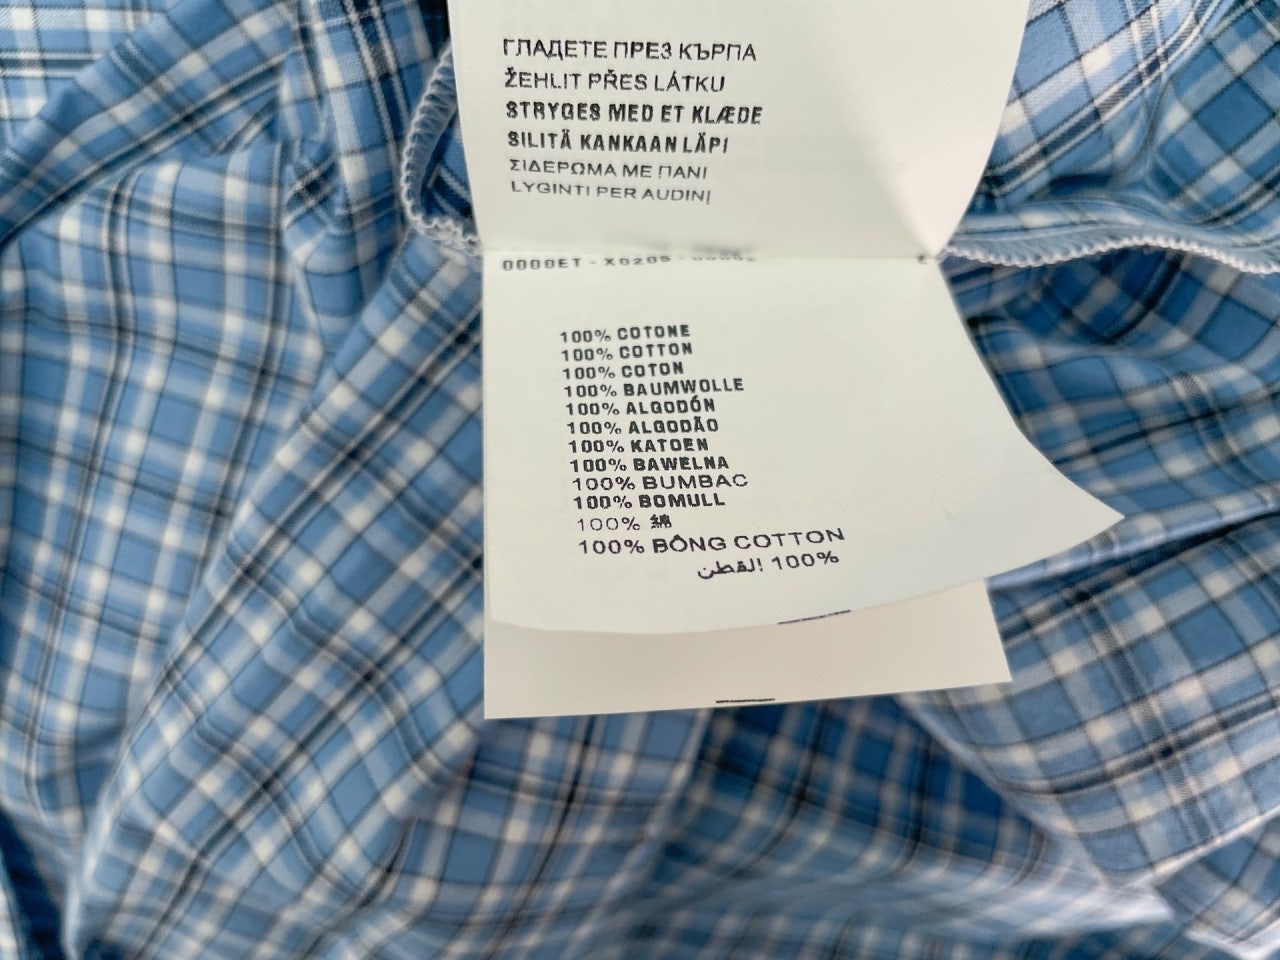 ГЛАДЕТЕ ПРЕЗ КЪРПА
ŽEHLIT PŘES LÁTKU
STRYGES MED ET KLÆDE
SILITÄ KANKAAN LÄPI
ΣΙΔΕΡΩΜΑ ΜΕ ΠΑΝΙ
LYGINTI PER AUDINĮ
0000ET - X0205 -
100% COTONE
100% COTTON
100% COTON
100% BAUMWOLLE
100% ALGODÓN
100% ALGODÃO
100% KATOEN
100% BAWELNA
100% BUMBAC
100% BOMULL
100% 綿
100% BÔNG COTTON
100% القطن